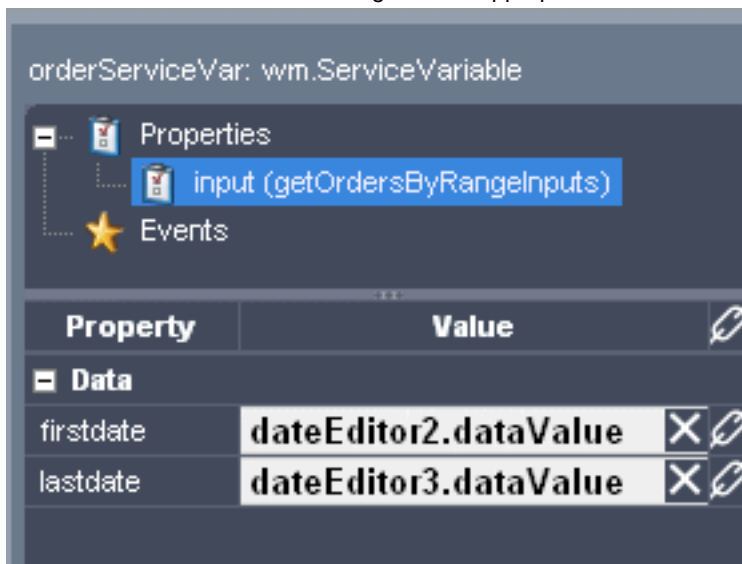 orderServiceVar: wm.ServiceVariable
Properties
input (getOrdersByRangeInputs)
Events
Property Value
Data
firstdate dateEditor2.dataValue
lastdate dateEditor3.dataValue